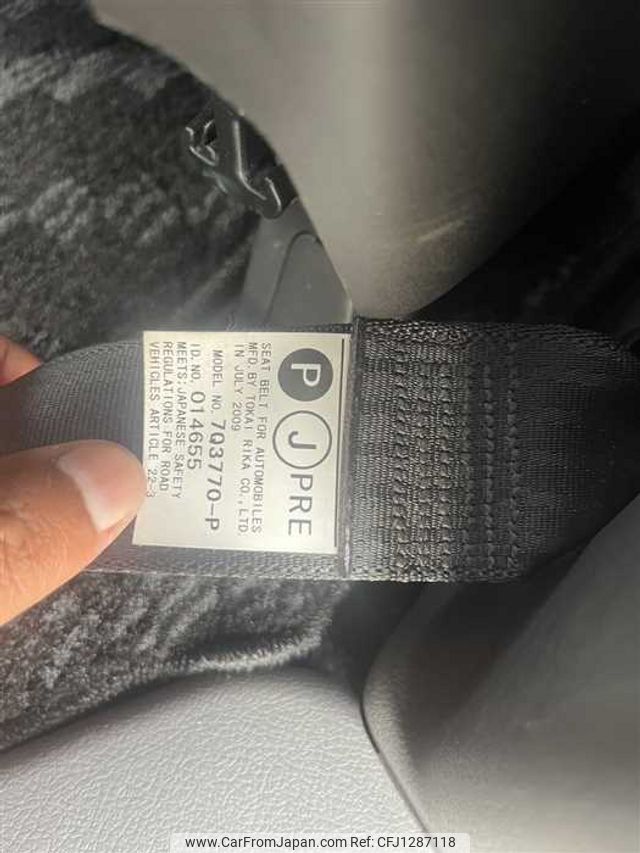 P J PRE
SEAT BELT FOR AUTOMOBILES
MFD BY TOKAI RIKA CO.,LTD.
IN JULY 2009
MODEL NO. 7Q3770-P
ID.NO. 014655
MEETS:JAPANESE SAFETY
REGULATIONS FOR ROAD
VEHICLES ARTICLE 22-3
www.CarFromJapan.com Ref: CFJ1287118